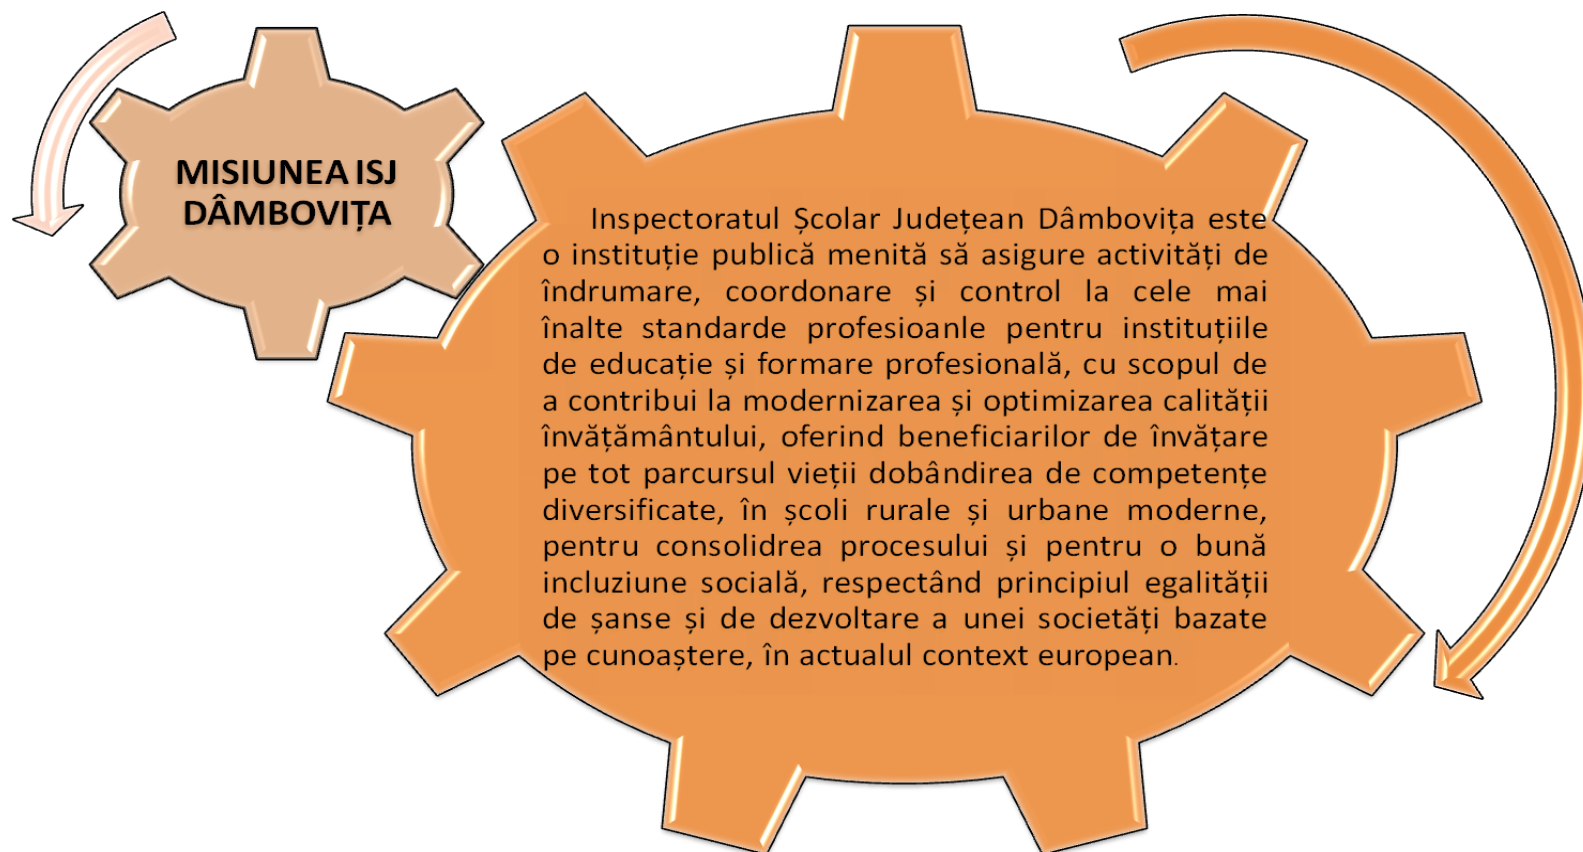 MISIUNEA ISJ
DÂMBOVIȚA
Inspectoratul Școlar Județean Dâmbovița este
o instituție publică menită să asigure activități de
îndrumare, coordonare și control la cele mai
înalte standarde profesioanle pentru instituțiile
de educație și formare profesională, cu scopul de
a contribui la modernizarea și optimizarea calității
învățământului, oferind beneficiarilor de învățare
pe tot parcursul vieții dobândirea de competențe
diversificate, în școli rurale și urbane moderne,
pentru consolidrea procesului și pentru o bună
incluziune socială, respectând principiul egalității
de șanse și de dezvoltare a unei societăți bazate
pe cunoaștere, în actualul context european.